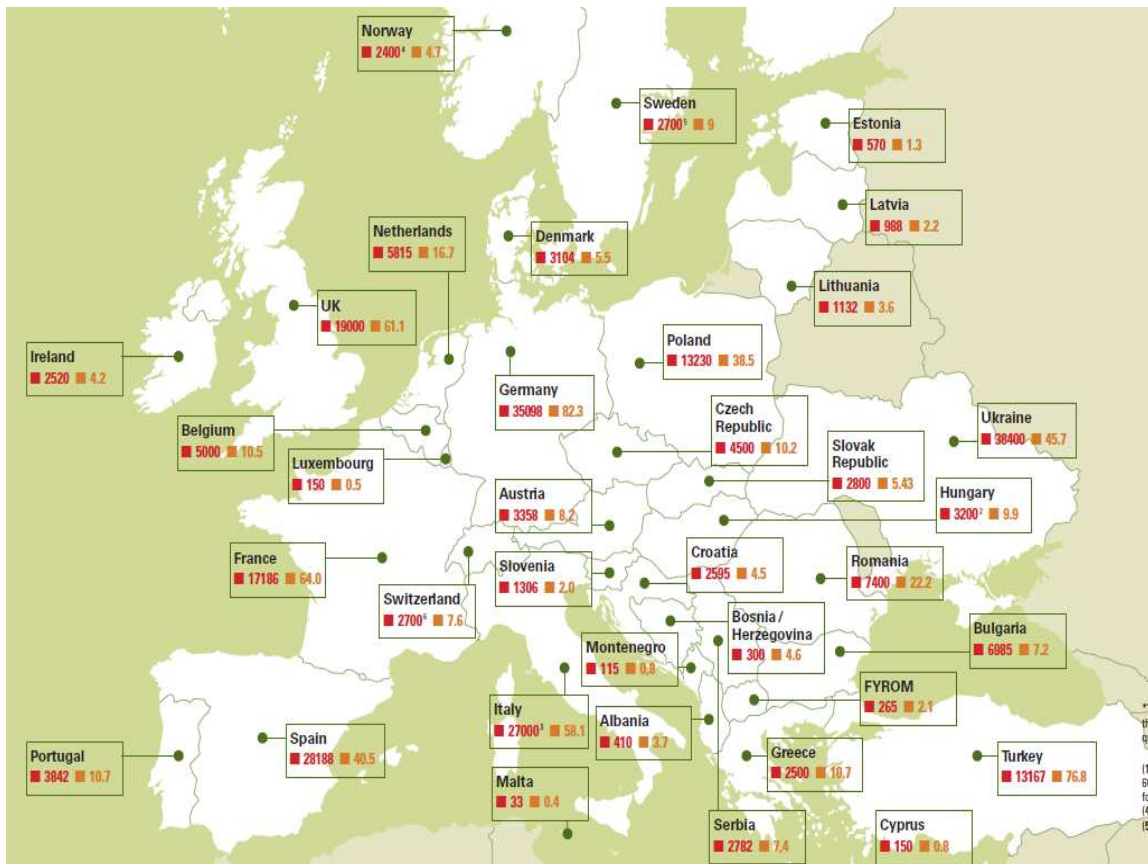 Norway
2400⁴ 4.7
Sweden
2700⁵ 9
Estonia
570 1.3
Latvia
988 2.2
Netherlands
5815 16.7
Denmark
3104 5.5
Lithuania
1132 3.6
UK
19000 61.1
Ireland
2520 4.2
Poland
13230 38.5
Germany
35098 82.3
Czech
Republic
4500 10.2
Ukraine
38400 45.7
Belgium
5000 10.5
Slovak
Republic
2800 5.43
Luxembourg
150 0.5
Austria
3358 8.2
Hungary
3200² 9.9
France
17186 64.0
Slovenia
1306 2.0
Croatia
2595 4.5
Romania
7400 22.2
Switzerland
2700⁶ 7.6
Bosnia /
Herzegovina
300 4.6
Bulgaria
6985 7.2
Montenegro
115 0.8
FYROM
265 2.1
Italy
27000³ 58.1
Albania
410 3.7
Spain
28188 40.5
Portugal
3842 10.7
Greece
2500 10.7
Turkey
13167 76.8
Malta
33 0.4
Serbia
2782 7.4
Cyprus
150 0.8